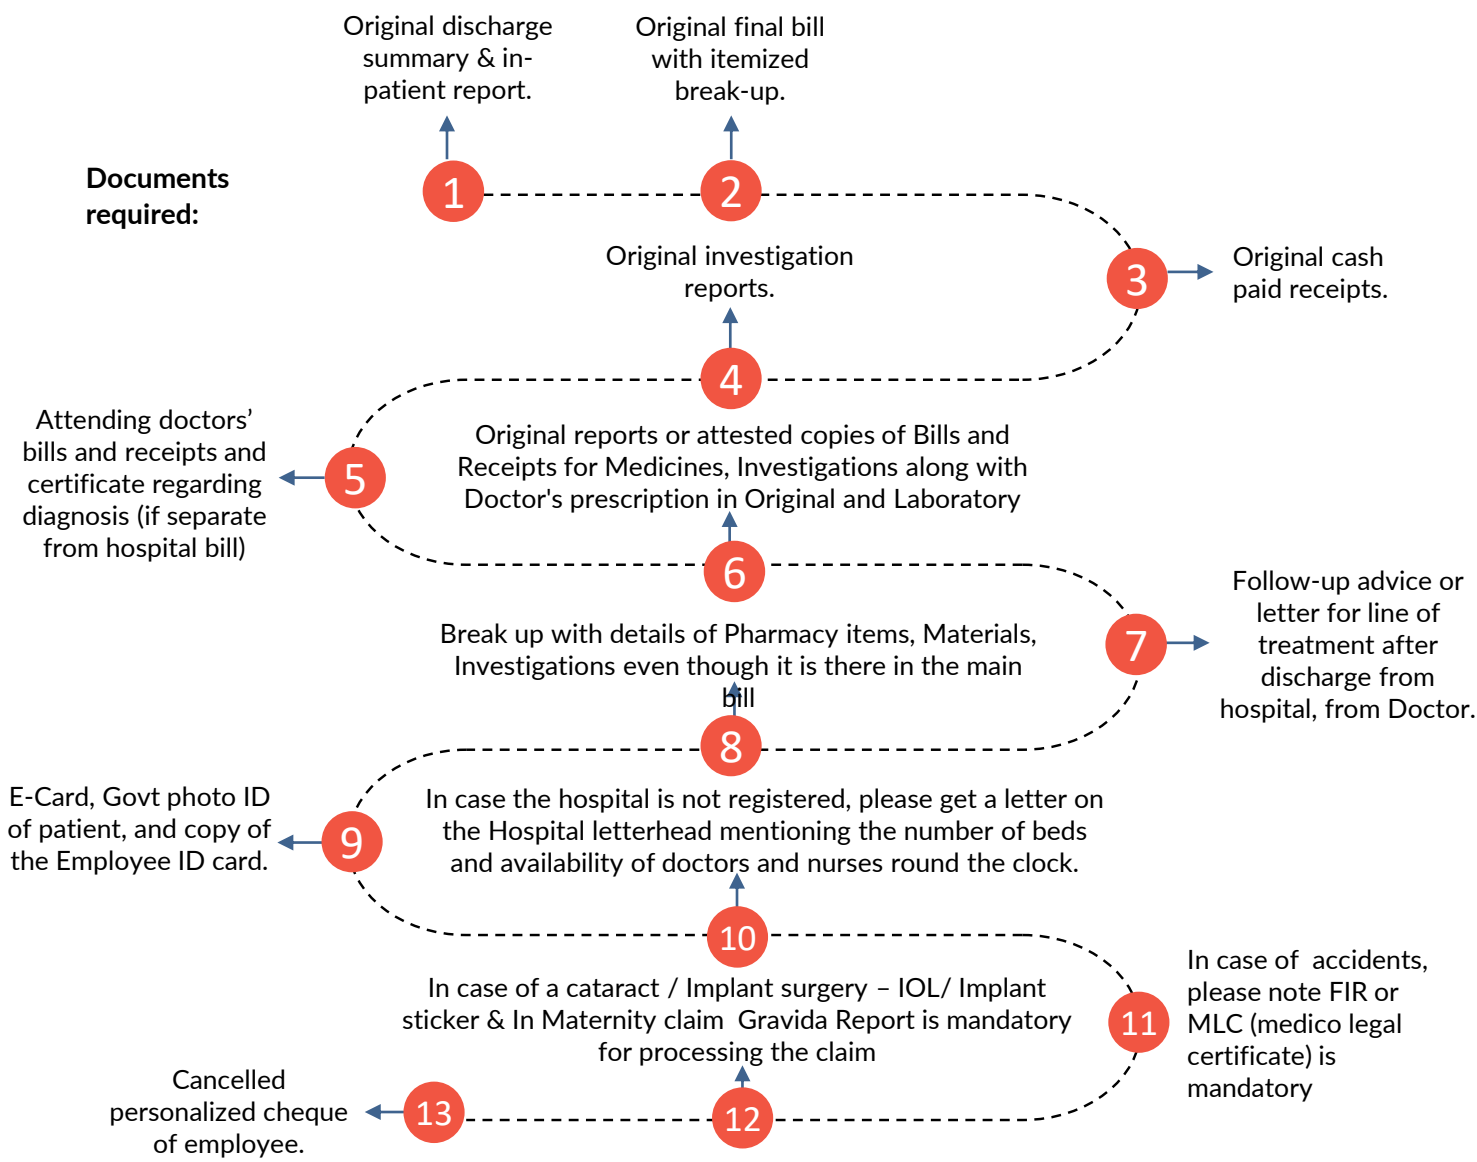 Documents
required:
Original discharge
summary & in-
patient report.
1
Original final bill
with itemized
break-up.
2
Original cash
paid receipts.
3
Original investigation
reports.
4
Attending doctors’
bills and receipts and
certificate regarding
diagnosis (if separate
from hospital bill)
5
Original reports or attested copies of Bills and
Receipts for Medicines, Investigations along with
Doctor's prescription in Original and Laboratory
6
Follow-up advice or
letter for line of
treatment after
discharge from
hospital, from Doctor.
7
Break up with details of Pharmacy items, Materials,
Investigations even though it is there in the main
bill
8
E-Card, Govt photo ID
of patient, and copy of
the Employee ID card.
9
In case the hospital is not registered, please get a letter on
the Hospital letterhead mentioning the number of beds
and availability of doctors and nurses round the clock.
10
In case of  accidents,
please note FIR or
MLC (medico legal
certificate) is
mandatory
11
In case of a cataract / Implant surgery – IOL/ Implant
sticker & In Maternity claim  Gravida Report is mandatory
for processing the claim
12
Cancelled
personalized cheque
of employee.
13